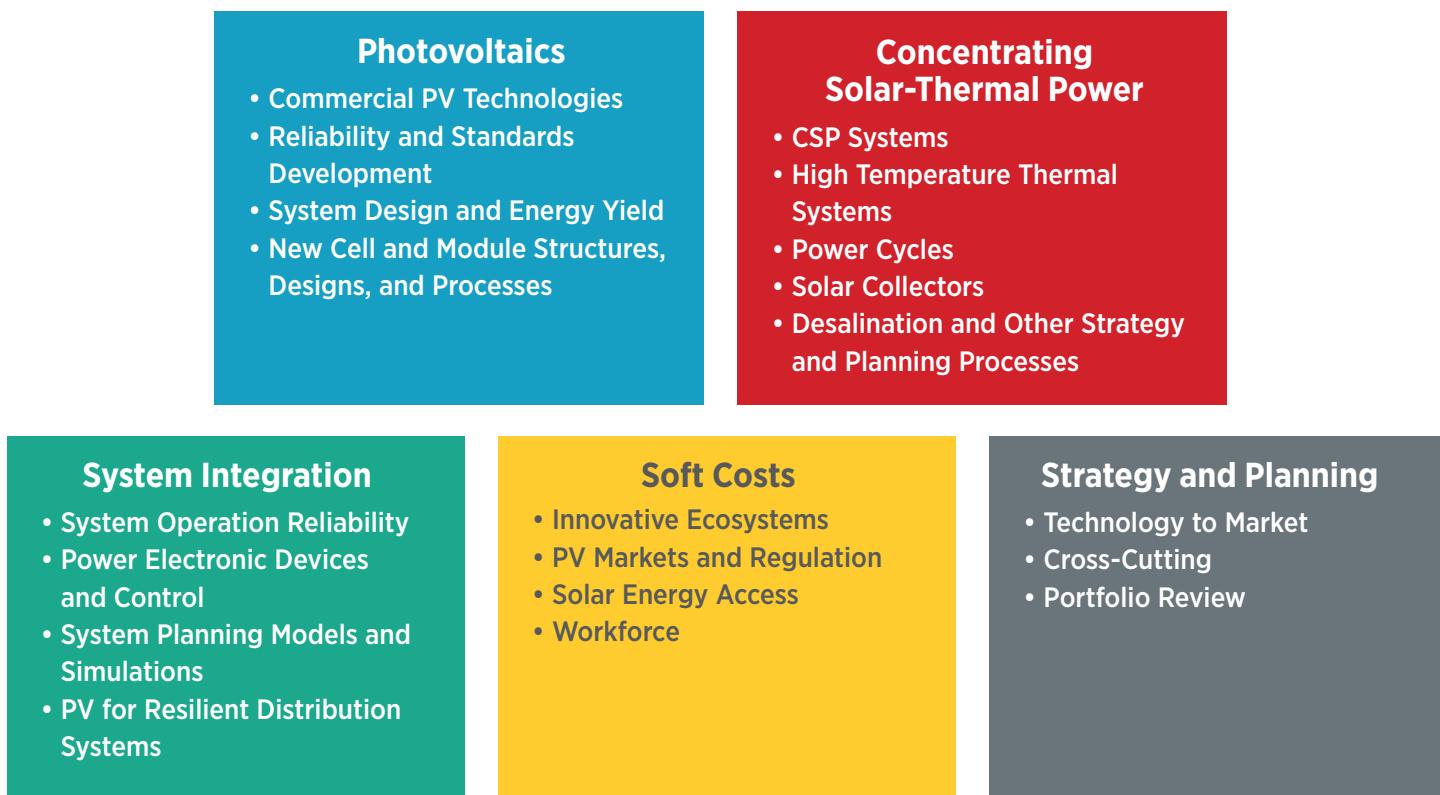 Photovoltaics
• Commercial PV Technologies
• Reliability and Standards
Development
• System Design and Energy Yield
• New Cell and Module Structures,
Designs, and Processes
Concentrating
Solar-Thermal Power
• CSP Systems
• High Temperature Thermal
Systems
• Power Cycles
• Solar Collectors
• Desalination and Other Strategy
and Planning Processes
System Integration
• System Operation Reliability
• Power Electronic Devices
and Control
• System Planning Models and
Simulations
• PV for Resilient Distribution
Systems
Soft Costs
• Innovative Ecosystems
• PV Markets and Regulation
• Solar Energy Access
• Workforce
Strategy and Planning
• Technology to Market
• Cross-Cutting
• Portfolio Review